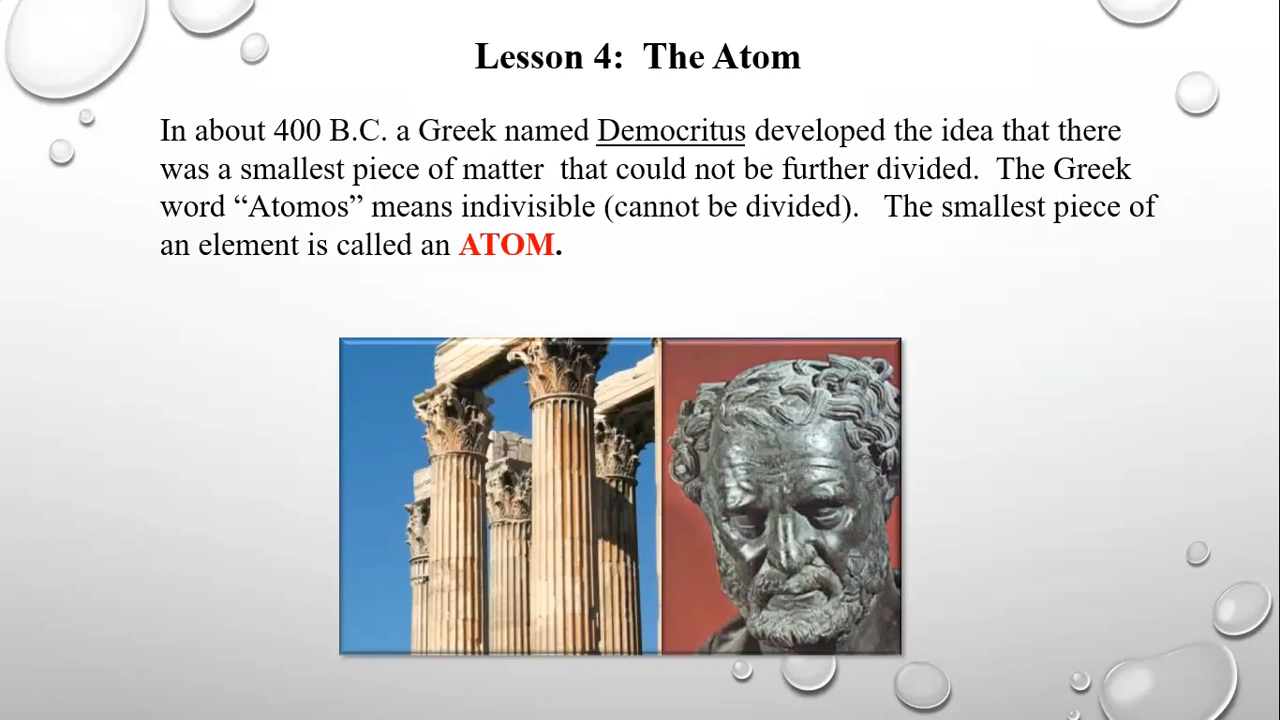 Lesson 4:  The Atom
In about 400 B.C. a Greek named Democritus developed the idea that there
was a smallest piece of matter  that could not be further divided.  The Greek
word “Atomos” means indivisible (cannot be divided).   The smallest piece of
an element is called an ATOM.